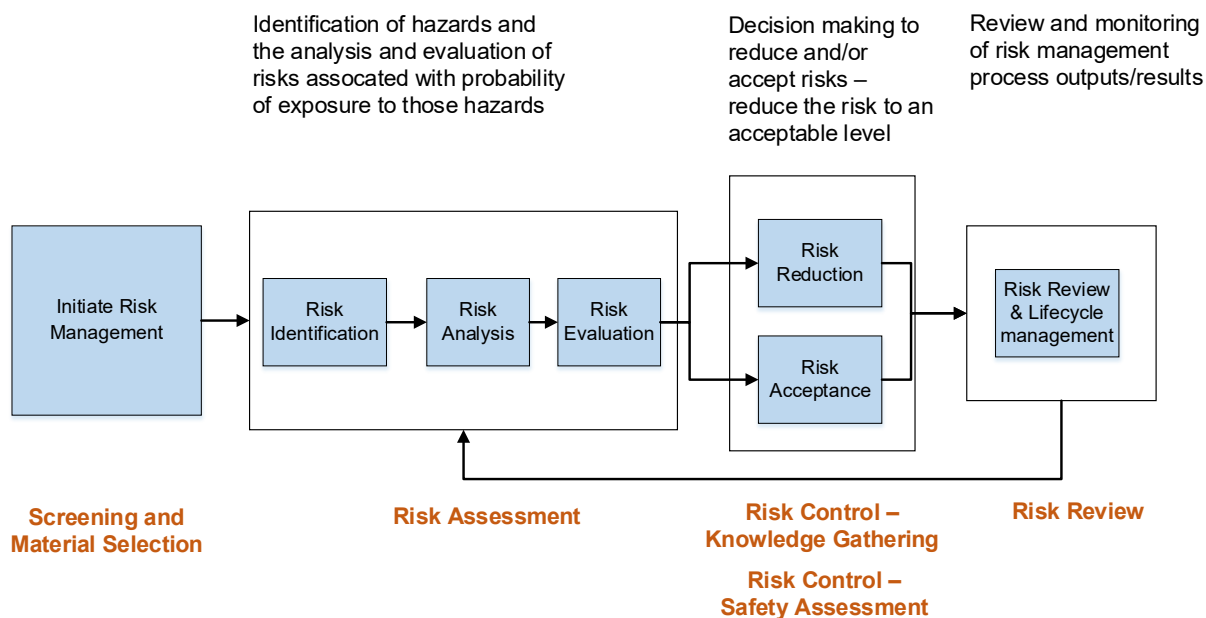 Identification of hazards and
the analysis and evaluation of
risks assocated with probability
of exposure to those hazards
Decision making to
reduce and/or
accept risks –
reduce the risk to an
acceptable level
Review and monitoring
of risk management
process outputs/results
Initiate Risk
Management
Risk
Identification
Risk
Analysis
Risk
Evaluation
Risk
Reduction
Risk
Acceptance
Risk Review
& Lifecycle
management
Screening and
Material Selection
Risk Assessment
Risk Control –
Knowledge Gathering
Risk Control –
Safety Assessment
Risk Review